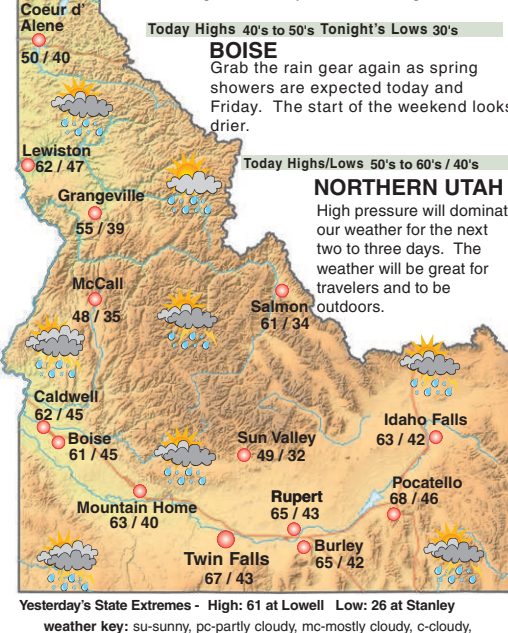 Coeur d'
Alene
50 / 40
Today Highs 40's to 50's Tonight's Lows 30's
BOISE
Grab the rain gear again as spring
showers are expected today and
Friday. The start of the weekend looks
drier.
Lewiston
62 / 47
Today Highs/Lows 50's to 60's / 40's
NORTHERN UTAH
High pressure will dominat
our weather for the next
two to three days. The
weather will be great for
travelers and to be
outdoors.
Grangeville
55 / 39
McCall
48 / 35
Salmon
61 / 34
Caldwell
62 / 45
Boise
61 / 45
Sun Valley
49 / 32
Idaho Falls
63 / 42
Mountain Home
63 / 40
Rupert
65 / 43
Pocatello
68 / 46
Twin Falls
67 / 43
Burley
65 / 42
Yesterday's State Extremes - High: 61 at Lowell Low: 26 at Stanley
weather key: su-sunny, pc-partly cloudy, mc-mostly cloudy, c-cloudy,